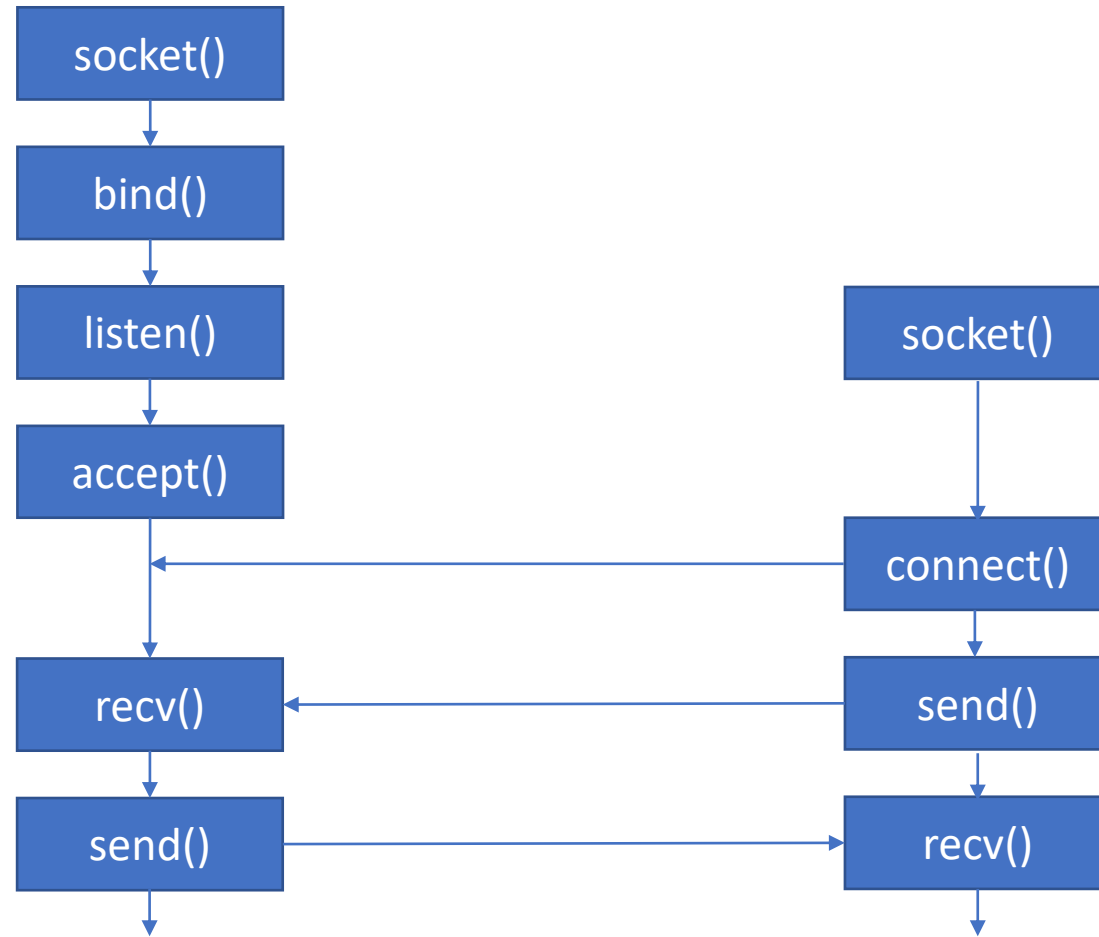 socket()
bind()
listen()
accept()
recv()
send()
socket()
connect()
send()
recv()